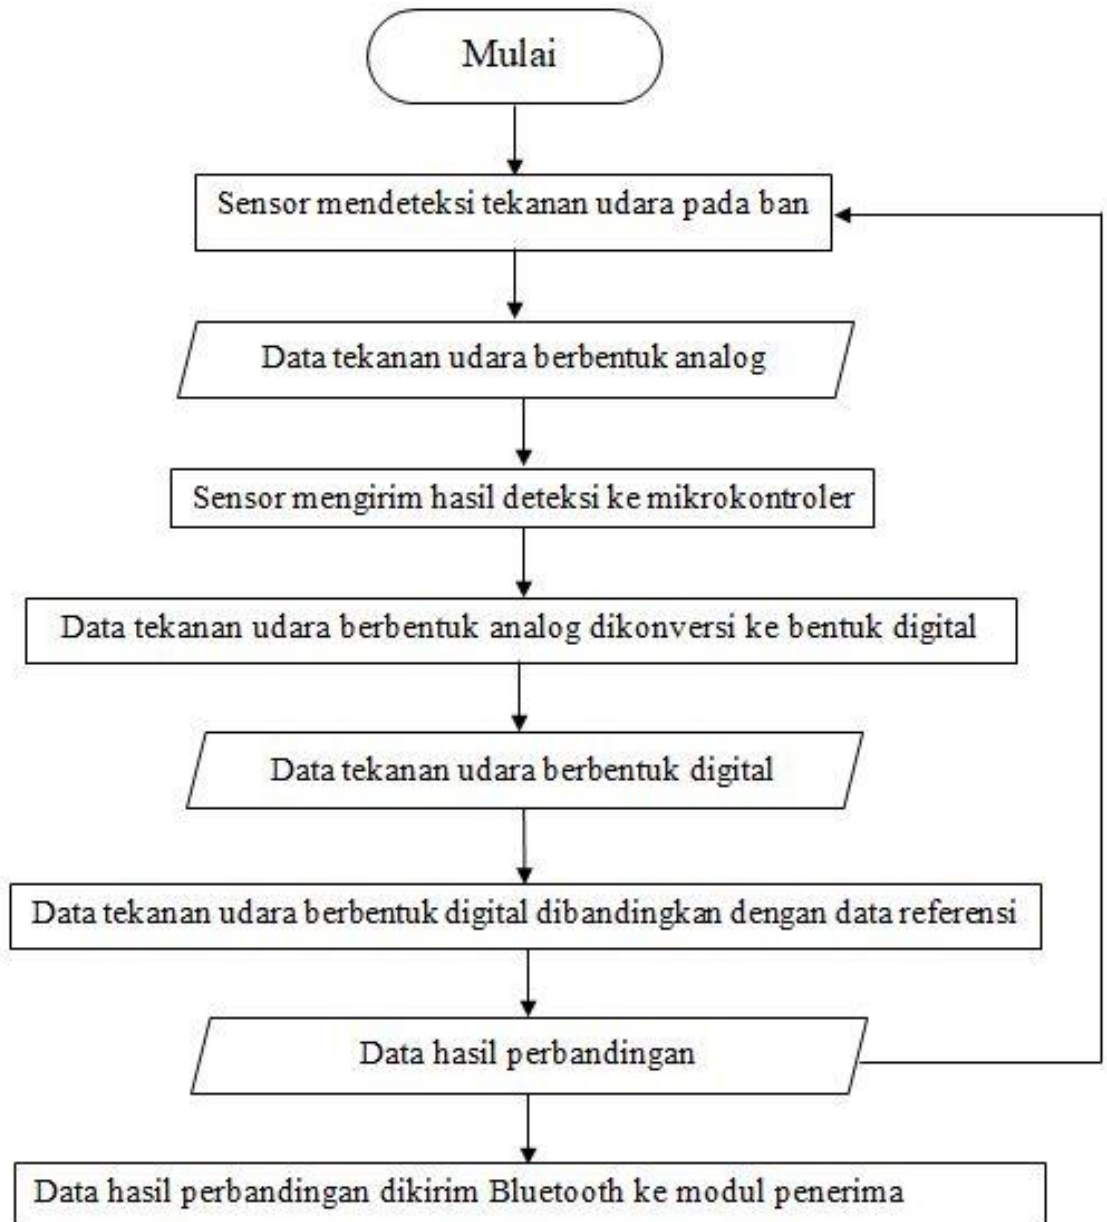 Mulai
Sensor mendeteksi tekanan udara pada ban
Data tekanan udara berbentuk analog
Sensor mengirim hasil deteksi ke mikrokontroler
Data tekanan udara berbentuk analog dikonversi ke bentuk digital
Data tekanan udara berbentuk digital
Data tekanan udara berbentuk digital dibandingkan dengan data referensi
Data hasil perbandingan
Data hasil perbandingan dikirim Bluetooth ke modul penerima